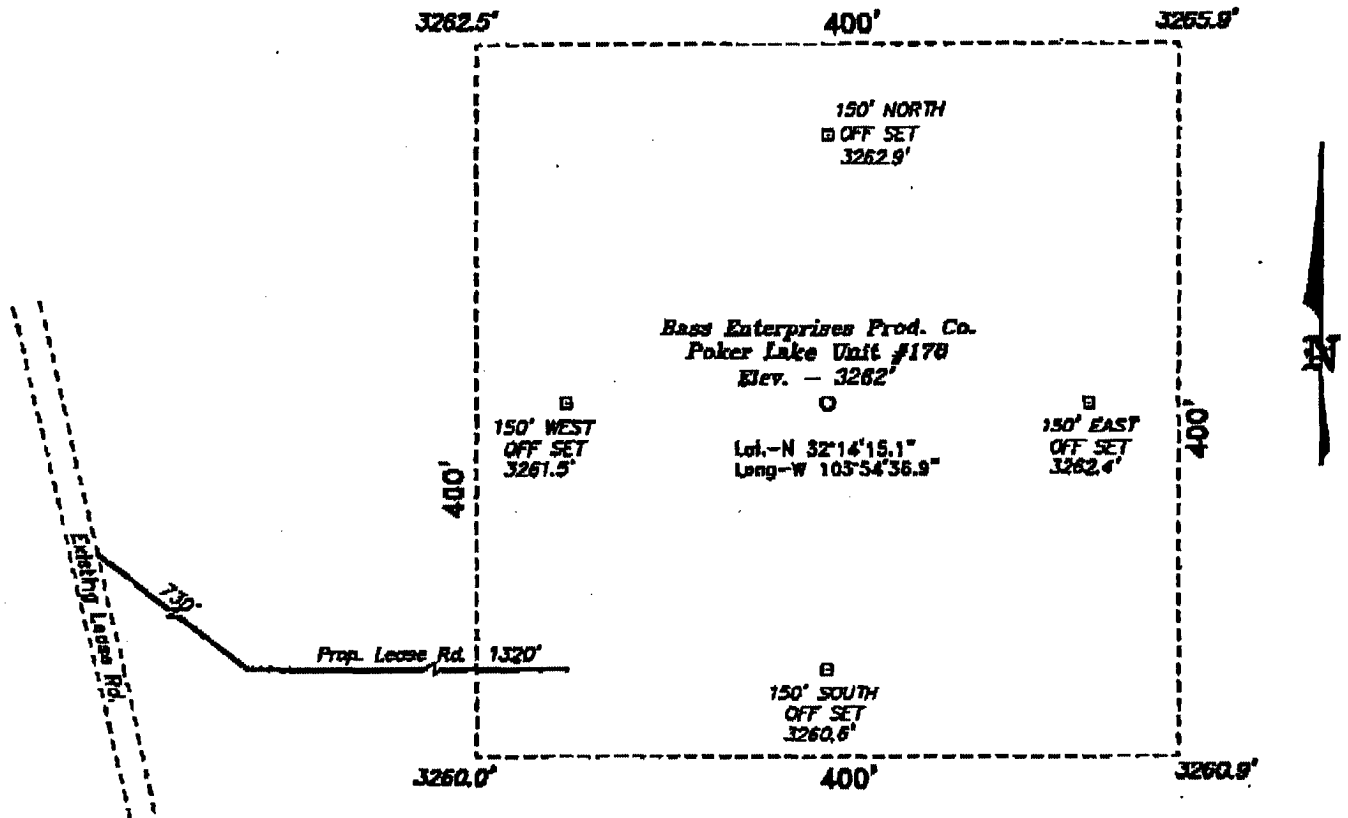 3262.5'
400'
3265.9'
150' NORTH
OFF SET
3262.9'
Bass Enterprises Prod. Co.
Poker Lake Unit #178
Elev. - 3262'
150' WEST
OFF SET
3261.5'
Lat.-N 32°14'15.1"
Long-W 103°54'36.9"
150' EAST
OFF SET
3262.4'
400'
400'
Existing Lease Rd.
730'
Prop. Lease Rd. 1320'
150' SOUTH
OFF SET
3260.6'
3260.0'
400'
3260.9'
N